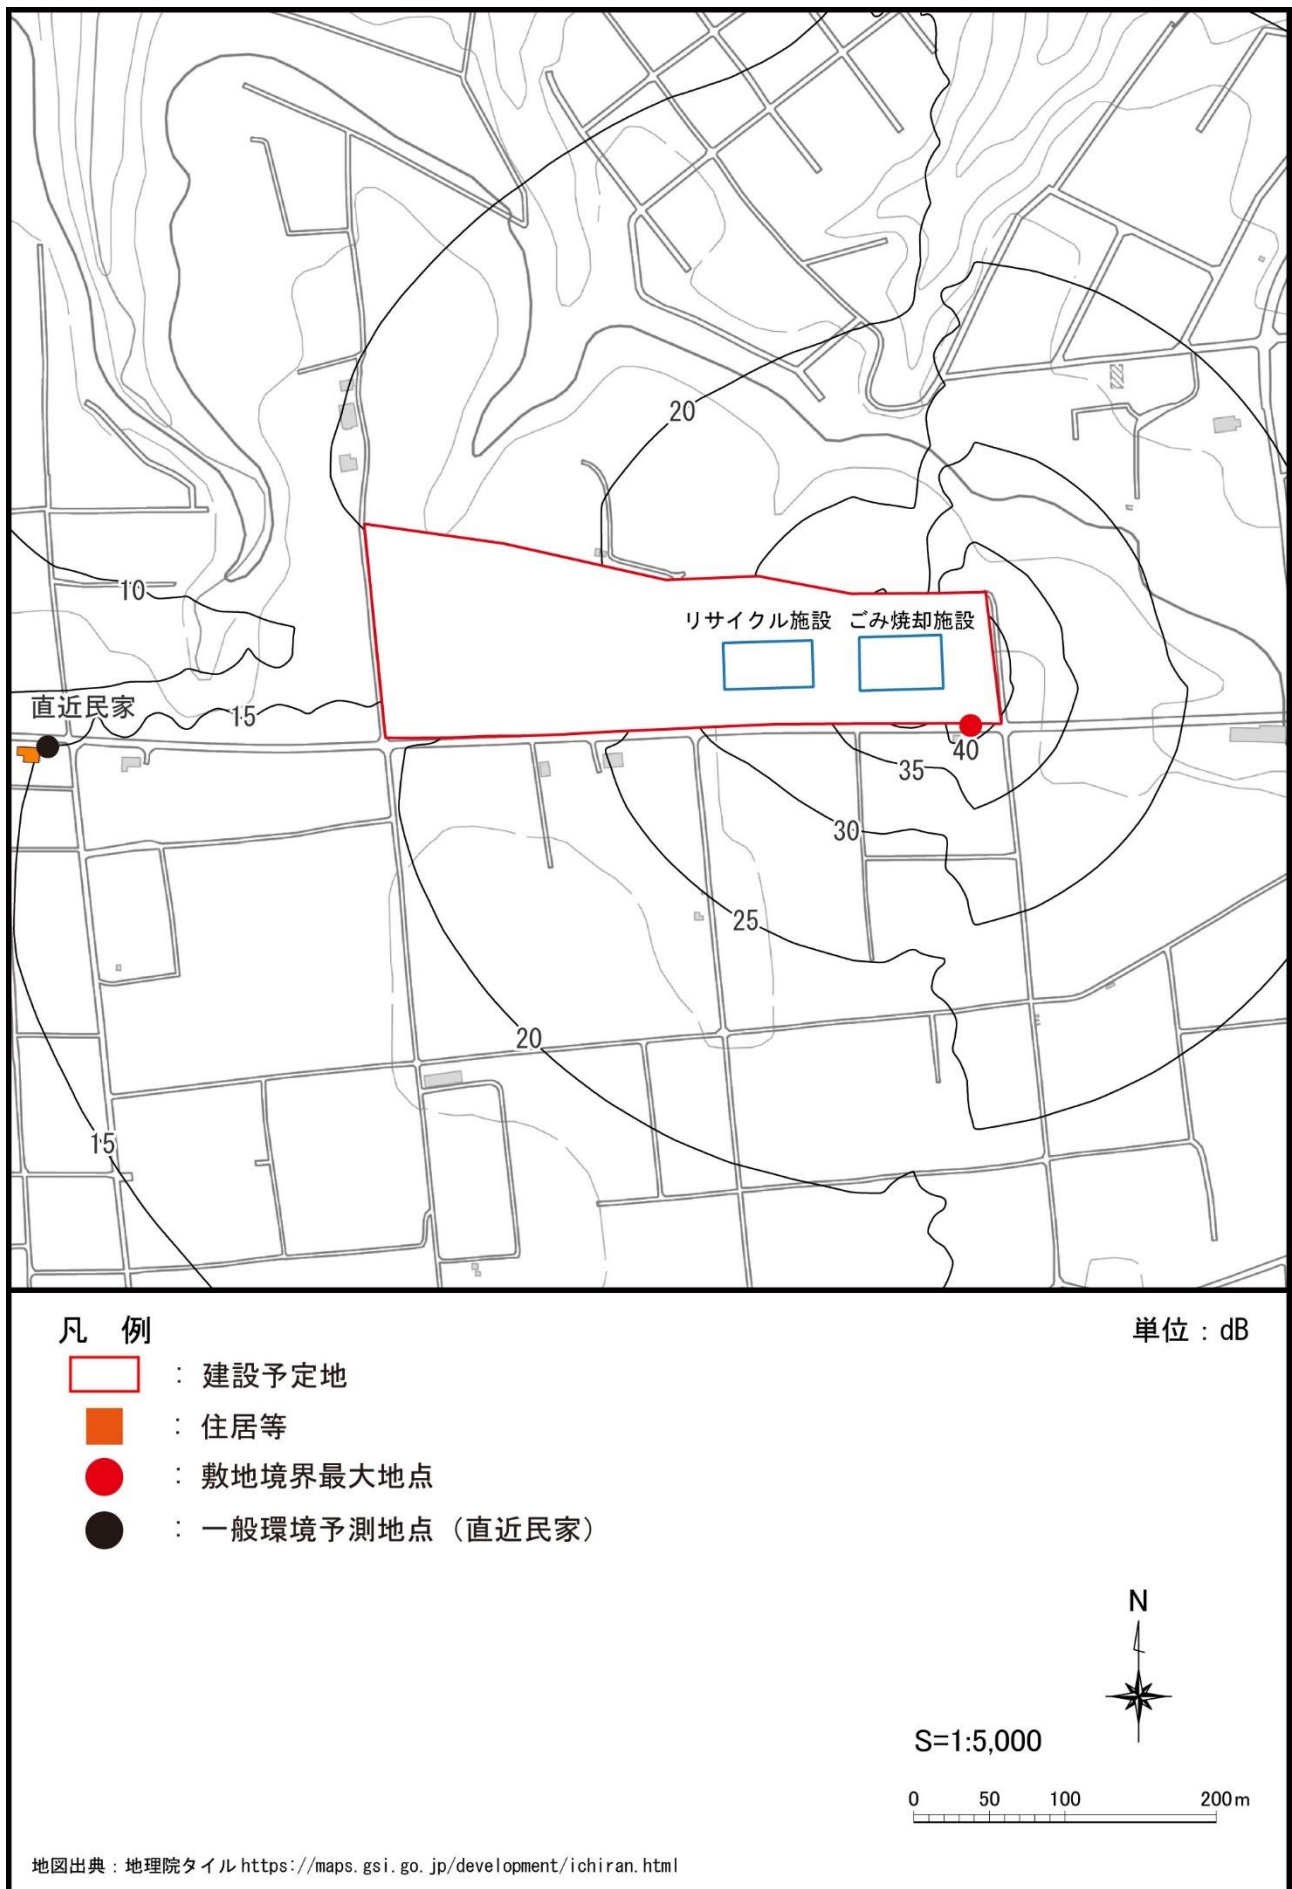 20
10
リサイクル施設 ごみ焼却施設
直近民家
15
40
35
30
25
20
15
凡 例
単位：dB
：建設予定地
：住居等
：敷地境界最大地点
：一般環境予測地点（直近民家）
N
S=1:5,000
0 50 100 200m
地図出典：地理院タイル https://maps.gsi.go.jp/development/ichiran.html